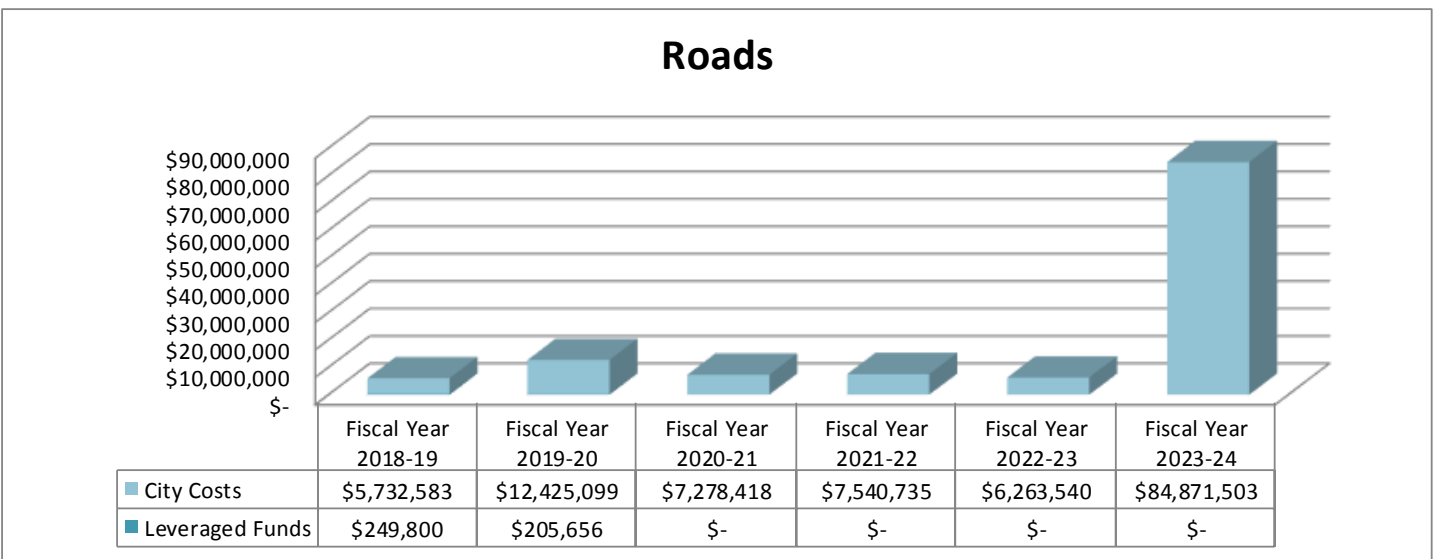 Roads
$90,000,000
$80,000,000
$70,000,000
$60,000,000
$50,000,000
$40,000,000
$30,000,000
$20,000,000
$10,000,000
$-
Fiscal Year 2018-19 Fiscal Year 2019-20 Fiscal Year 2020-21 Fiscal Year 2021-22 Fiscal Year 2022-23 Fiscal Year 2023-24
City Costs $5,732,583 $12,425,099 $7,278,418 $7,540,735 $6,263,540 $84,871,503
Leveraged Funds $249,800 $205,656 $- $- $- $-